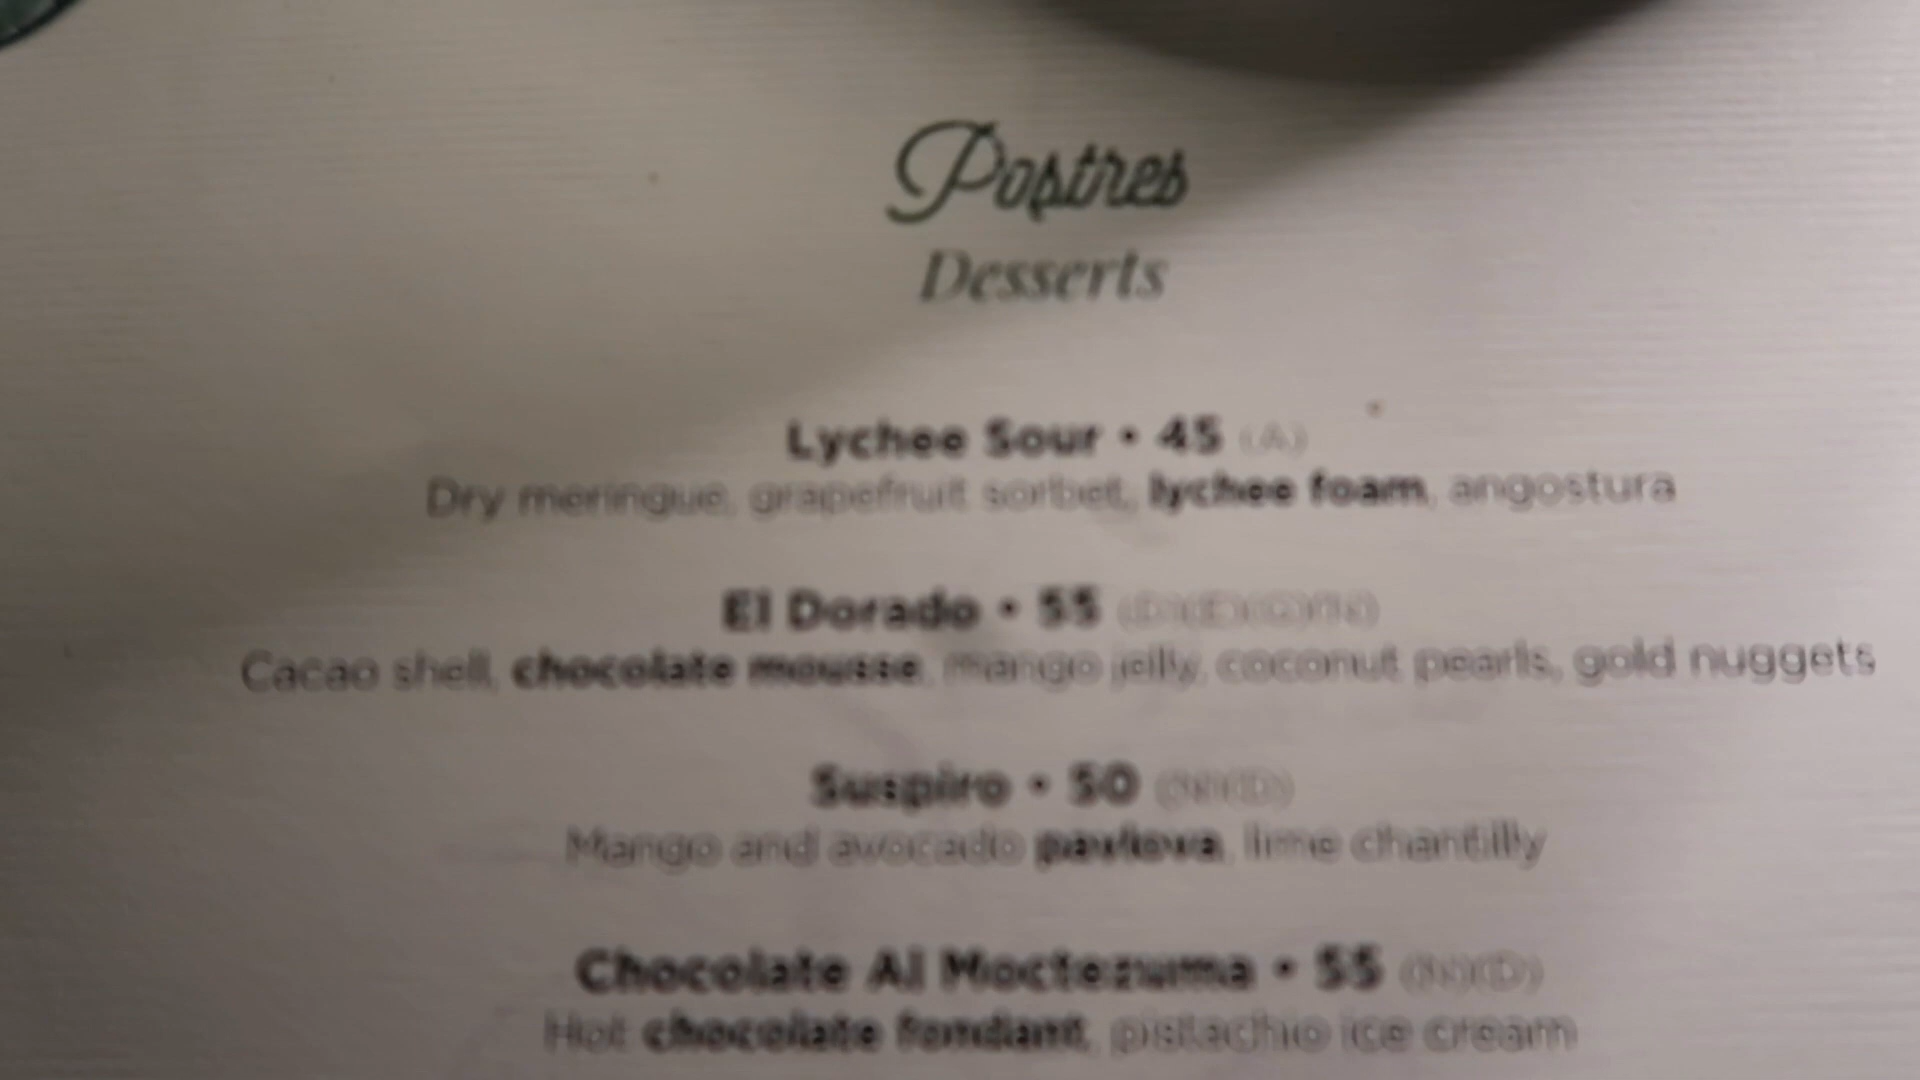 Postres
Desserts
Lychee Sour • 45 (A)
Dry meringue, grapefruit sorbet, lychee foam, angostura
El Dorado • 55
Cacao shell, chocolate mousse, mango jelly, coconut pearls, gold nuggets
Suspiro • 50
Mango and avocado pavlova, lime chantilly
Chocolate Al Moctezuma • 55
Hot chocolate fondant, pistachio ice cream